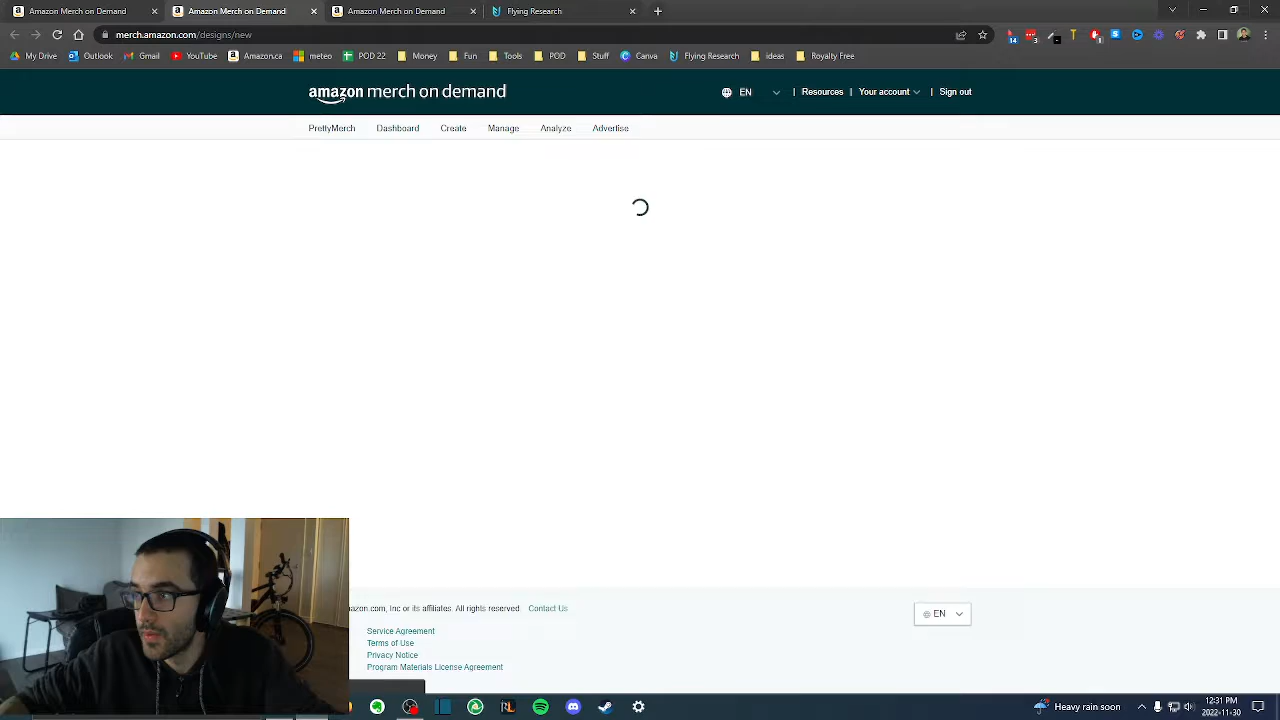 Amazon Merch on Demand
Amazon Merch on Demand
Amazon Merch on Demand
Flying Research
merch.amazon.com/designs/new
My Drive
Outlook
Gmail
YouTube
Amazon.ca
meteo
POD 22
Money
Fun
Tools
POD
Stuff
Canva
Flying Research
ideas
Royalty Free
amazon merch on demand
EN
Resources
Your account
Sign out
PrettyMerch
Dashboard
Create
Manage
Analyze
Advertise
azon.com, Inc or its affiliates. All rights reserved. Contact Us
EN
Service Agreement
Terms of Use
Privacy Notice
Program Materials License Agreement
Heavy rain soon
12:31 PM
2022-11-30